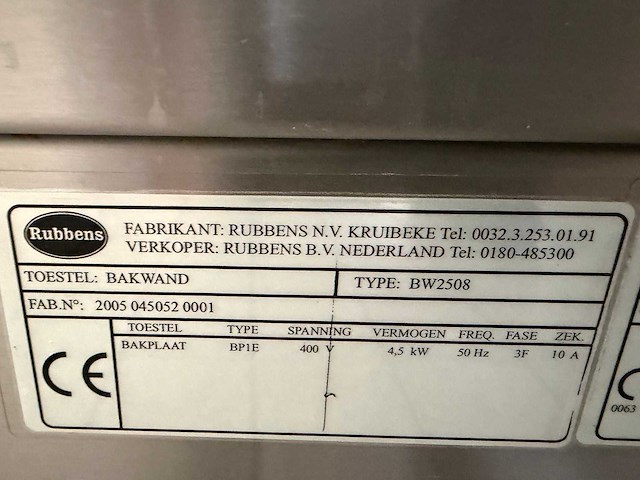 Rubbens
FABRIKANT: RUBBENS N.V. KRUIBEKE Tel: 0032.3.253.01.91
VERKOPER: RUBBENS B.V. NEDERLAND Tel: 0180-485300
TOESTEL: BAKWAND TYPE: BW2508
FAB.Nº: 2005 045052 0001
TOESTEL TYPE SPANNING VERMOGEN FREQ. FASE ZEK.
BAKPLAAT BP1E 400 V 4,5 kW 50 Hz 3F 10 A
CE
0063